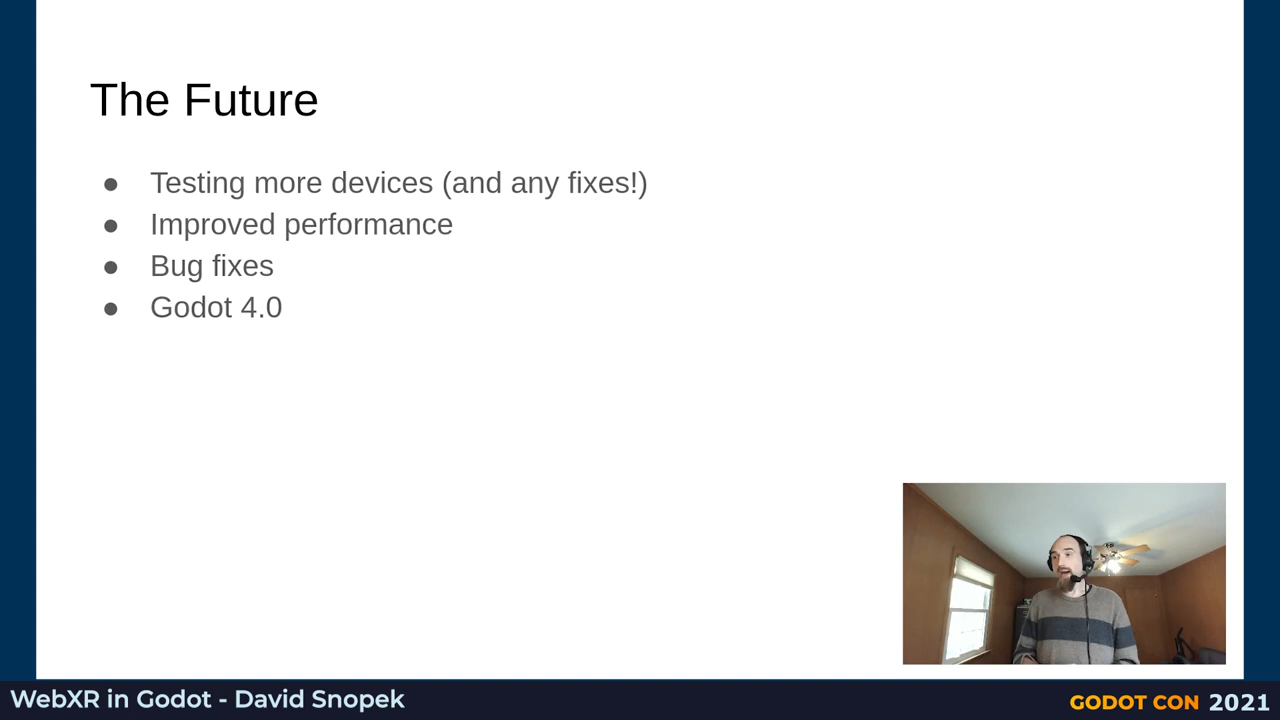 The Future
● Testing more devices (and any fixes!)
● Improved performance
● Bug fixes
● Godot 4.0
WebXR in Godot - David Snopek
GODOT CON 2021